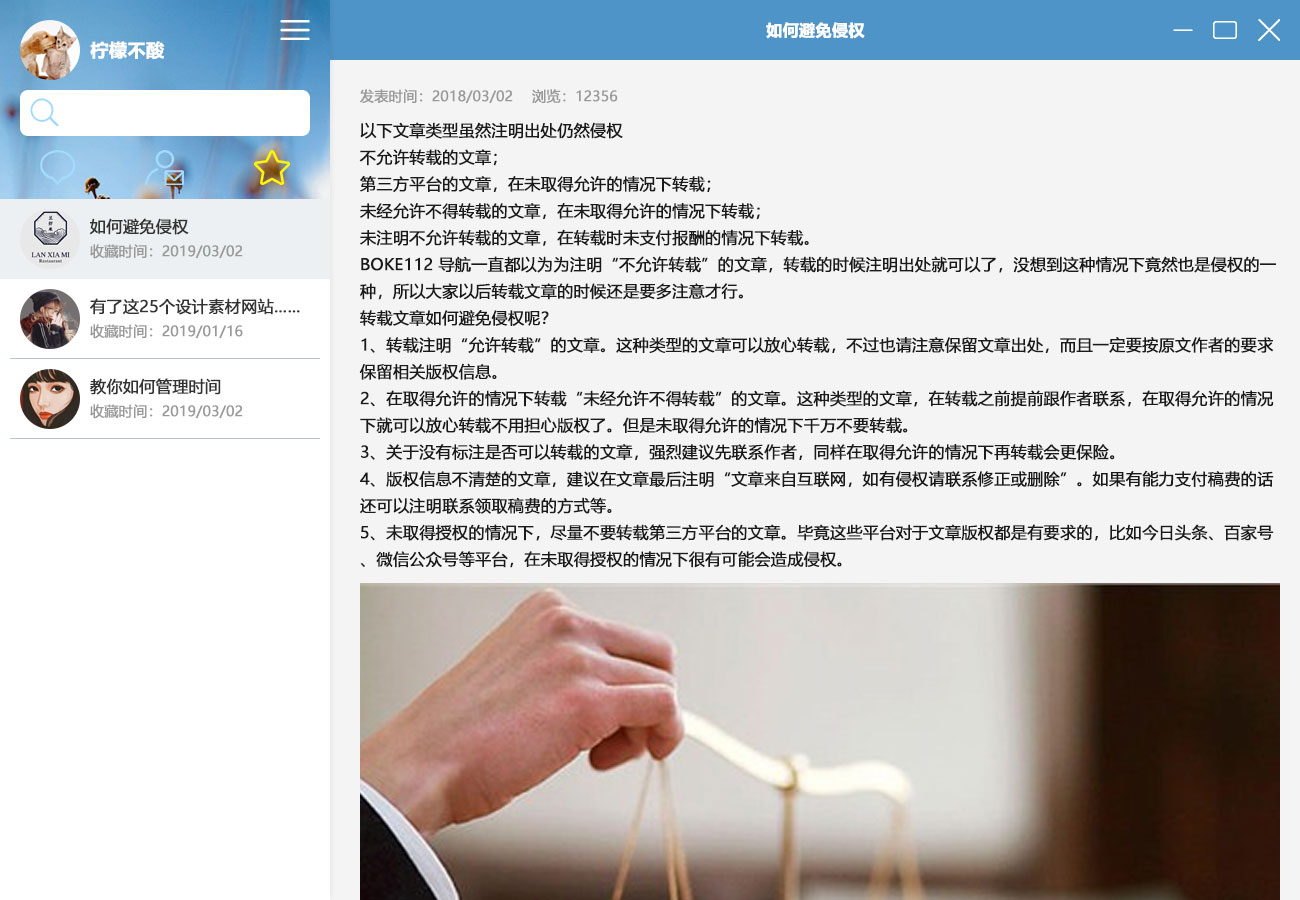 柠檬不酸
如何避免侵权
LAN XIA MI
Restaurant
如何避免侵权
收藏时间：2019/03/02
有了这25个设计素材网站……
收藏时间：2019/01/16
教你如何管理时间
收藏时间：2019/03/02
发表时间：2018/03/02 浏览：12356
以下文章类型虽然注明出处仍然侵权
不允许转载的文章；
第三方平台的文章，在未取得允许的情况下转载；
未经允许不得转载的文章，在未取得允许的情况下转载；
未注明不允许转载的文章，在转载时未支付报酬的情况下转载。
BOKE112 导航一直都以为为注明“不允许转载”的文章，转载的时候注明出处就可以了，没想到这种情况下竟然也是侵权的一
种，所以大家以后转载文章的时候还是要多注意才行。
转载文章如何避免侵权呢？
1、转载注明“允许转载”的文章。这种类型的文章可以放心转载，不过也请注意保留文章出处，而且一定要按原文作者的要求
保留相关版权信息。
2、在取得允许的情况下转载“未经允许不得转载”的文章。这种类型的文章，在转载之前提前跟作者联系，在取得允许的情况
下就可以放心转载不用担心版权了。但是未取得允许的情况下千万不要转载。
3、关于没有标注是否可以转载的文章，强烈建议先联系作者，同样在取得允许的情况下再转载会更保险。
4、版权信息不清楚的文章，建议在文章最后注明“文章来自互联网，如有侵权请联系修正或删除”。如果有能力支付稿费的话
还可以注明联系领取稿费的方式等。
5、未取得授权的情况下，尽量不要转载第三方平台的文章。毕竟这些平台对于文章版权都是有要求的，比如今日头条、百家号
、微信公众号等平台，在未取得授权的情况下很有可能会造成侵权。